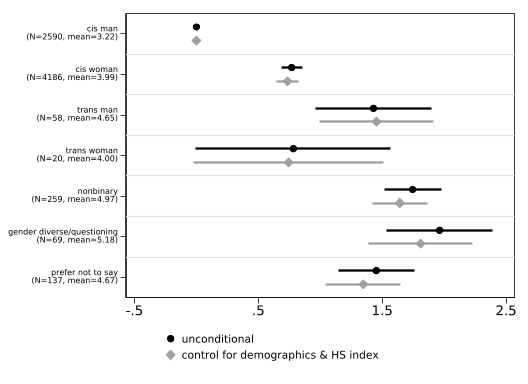 cis man
(N=2590, mean=3.22)
cis woman
(N=4186, mean=3.99)
trans man
(N=58, mean=4.65)
trans woman
(N=20, mean=4.00)
nonbinary
(N=259, mean=4.97)
gender diverse/questioning
(N=69, mean=5.18)
prefer not to say
(N=137, mean=4.67)
-.5 .5 1.5 2.5
unconditional
control for demographics & HS index